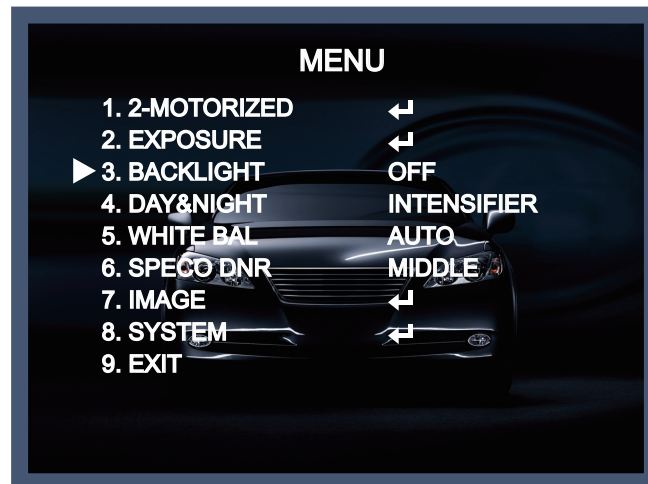 MENU
1. 2-MOTORIZED ↵
2. EXPOSURE ↵
▶ 3. BACKLIGHT OFF
4. DAY&NIGHT INTENSIFIER
5. WHITE BAL AUTO
6. SPECO DNR MIDDLE
7. IMAGE ↵
8. SYSTEM ↵
9. EXIT